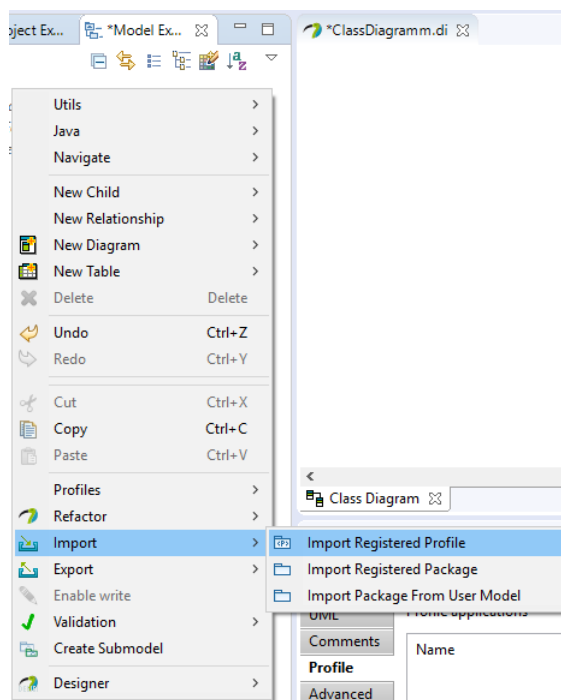 oject Ex...
*Model Ex...
*ClassDiagramm.di
Utils
Java
Navigate
New Child
New Relationship
New Diagram
New Table
Delete Delete
Undo Ctrl+Z
Redo Ctrl+Y
Cut Ctrl+X
Copy Ctrl+C
Paste Ctrl+V
Profiles
Refactor
Import
Export
Enable write
Validation
Create Submodel
Designer
Class Diagram
Import Registered Profile
Import Registered Package
Import Package From User Model
UML
Profile applications
Comments
Name
Profile
Advanced